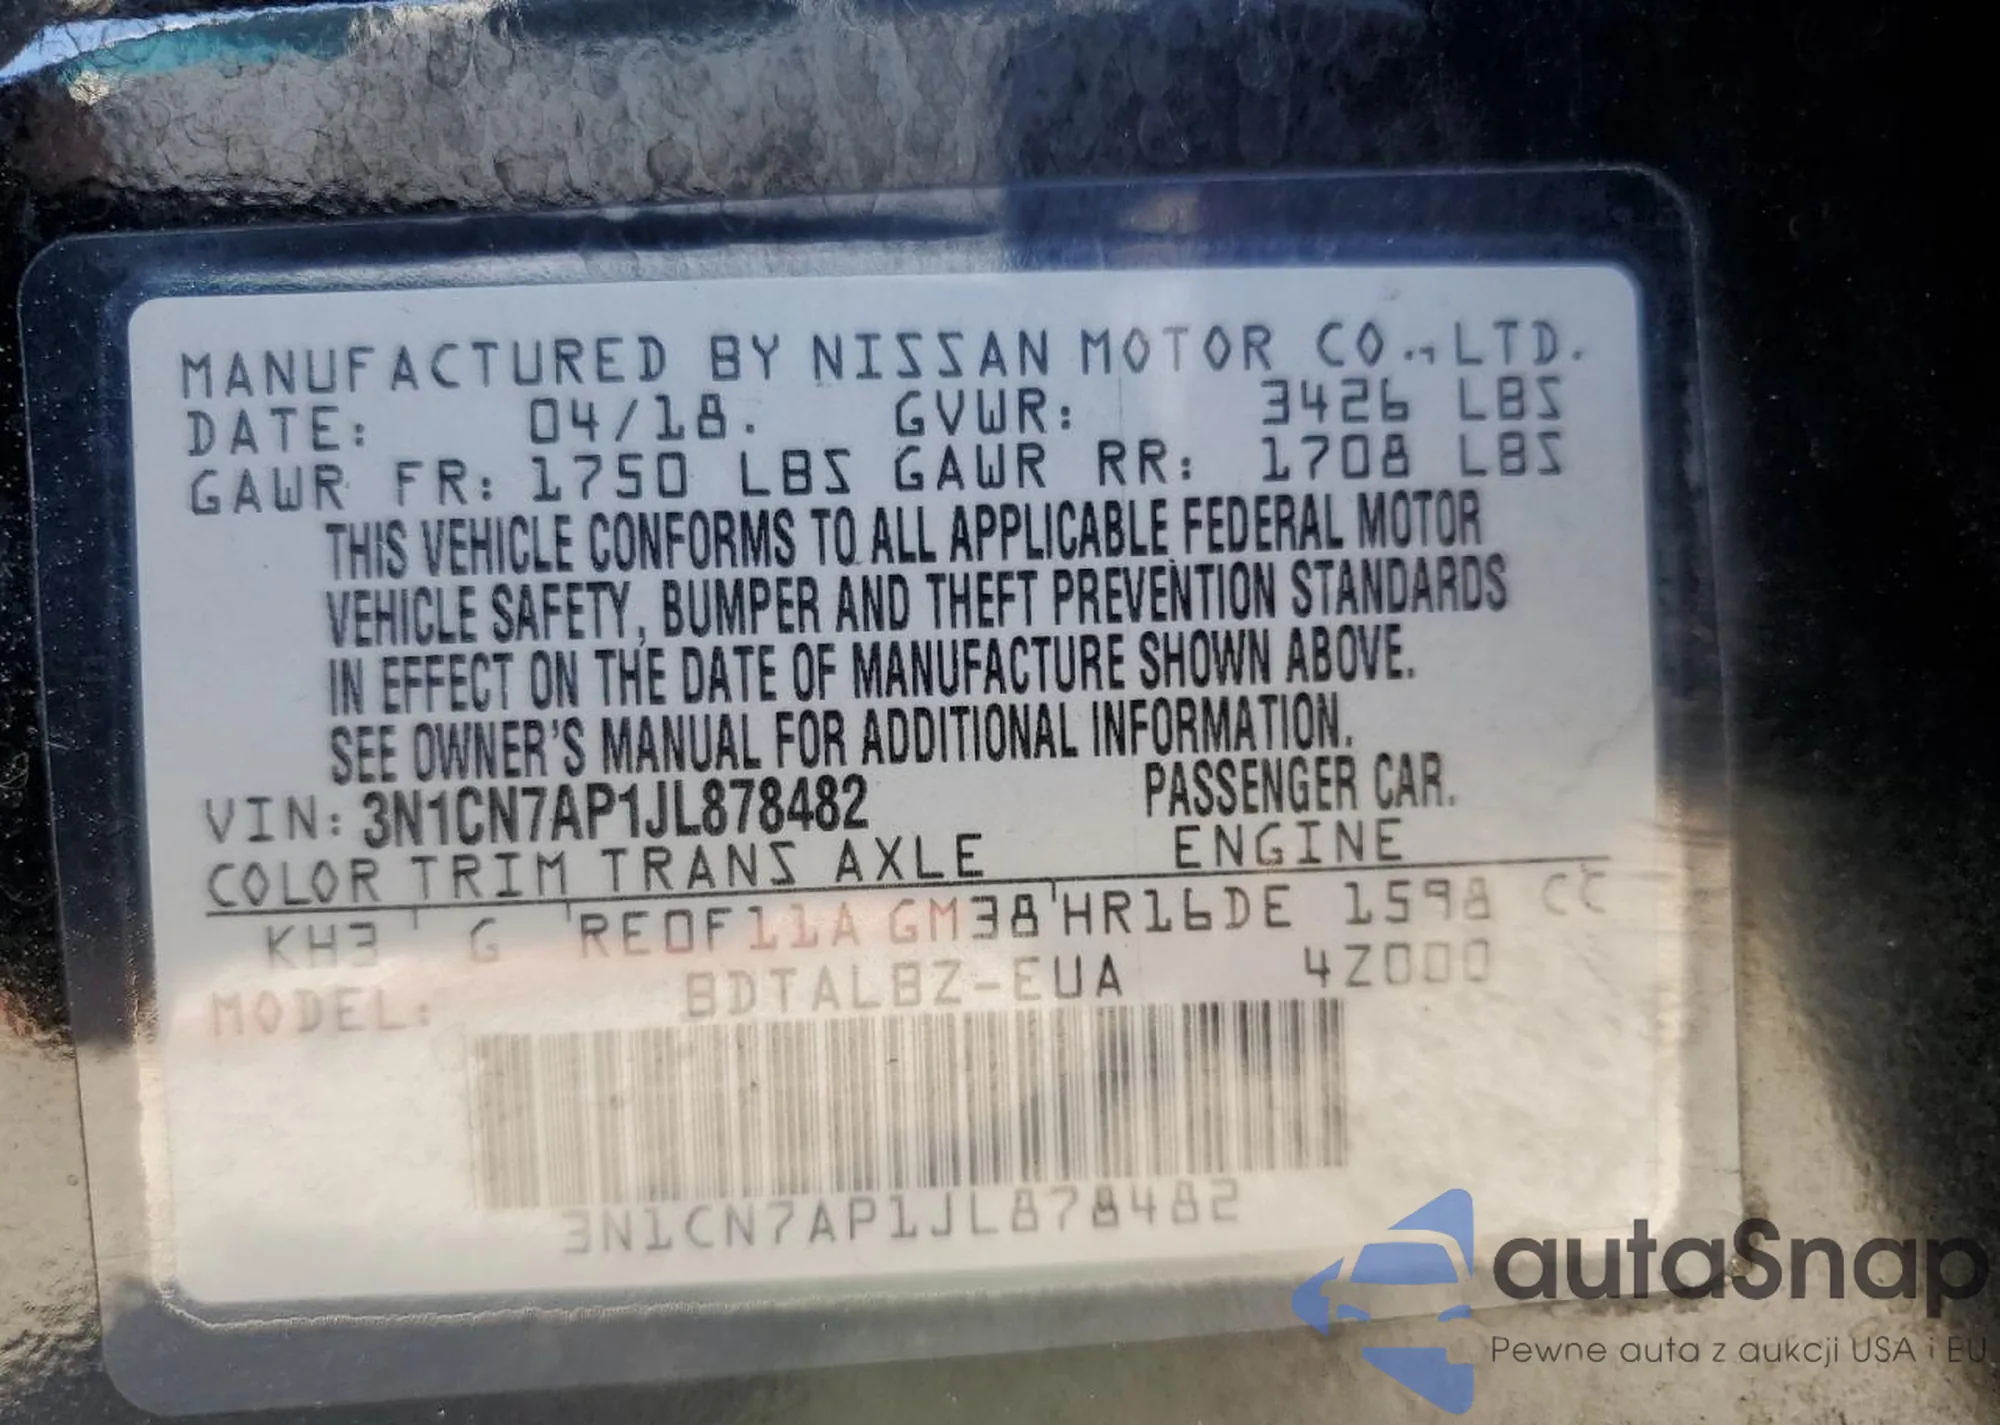 MANUFACTURED BY NISSAN MOTOR CO., LTD.
DATE: 04/18. GVWR: 3426 LBS
GAWR FR: 1750 LBS GAWR RR: 1708 LBS
THIS VEHICLE CONFORMS TO ALL APPLICABLE FEDERAL MOTOR
VEHICLE SAFETY, BUMPER AND THEFT PREVENTION STANDARDS
IN EFFECT ON THE DATE OF MANUFACTURE SHOWN ABOVE.
SEE OWNER'S MANUAL FOR ADDITIONAL INFORMATION.
VIN: 3N1CN7AP1JL878482 PASSENGER CAR.
COLOR TRIM TRANS AXLE ENGINE
KH3 G RE0F11A GM38 HR16DE 1598 CC
MODEL: BDTALBZ-EUA 4Z000
3N1CN7AP1JL878482
autaSnap
Pewne auta z aukcji USA i EU